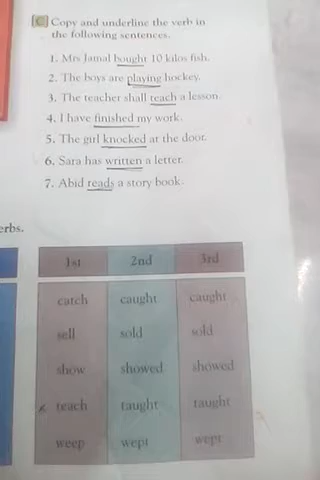 C Copy and underline the verb in
the following sentences.
1. Mrs Jamal bought 10 kilos fish.
2. The boys are playing hockey.
3. The teacher shall teach a lesson.
4. I have finished my work.
5. The girl knocked at the door.
6. Sara has written a letter.
7. Abid reads a story book.
erbs.
1st 2nd 3rd
catch caught caught
sell sold sold
show showed showed
teach taught taught
weep wept wept